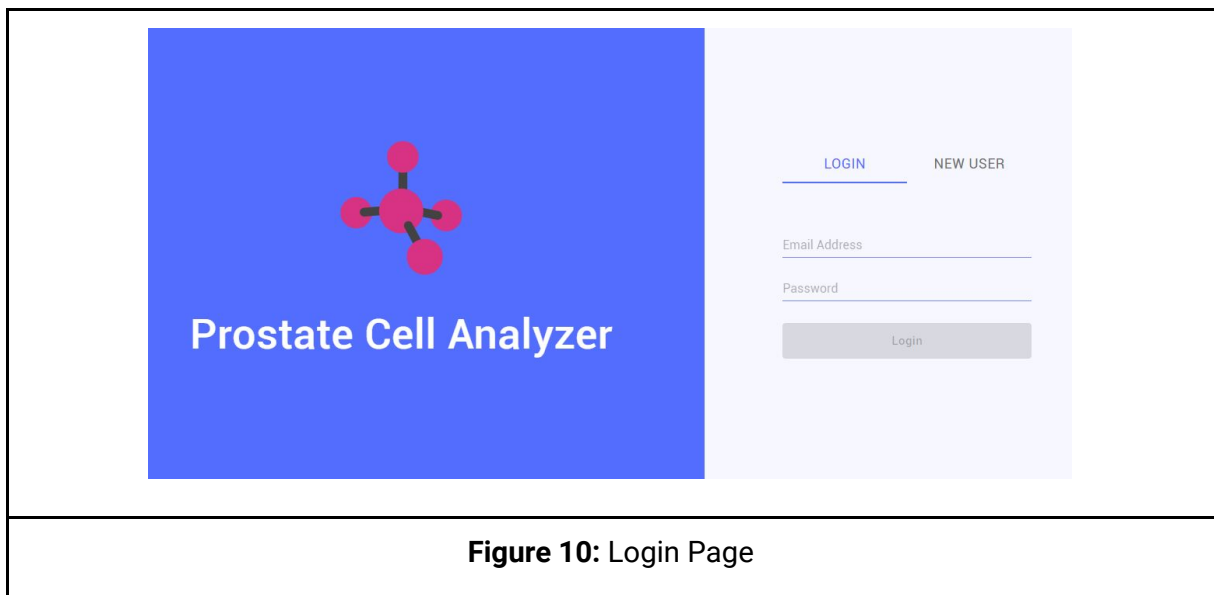 LOGIN NEW USER
Email Address
Password
Login
Prostate Cell Analyzer
Figure 10: Login Page